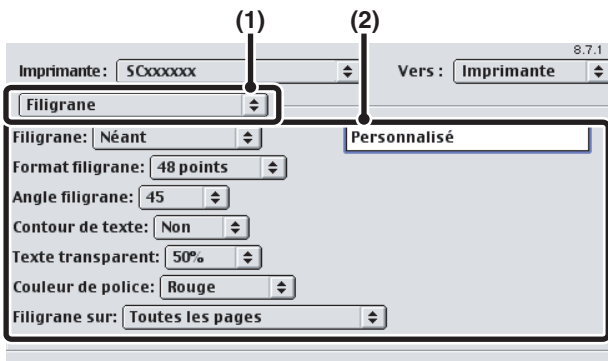 (1) (2)
8.7.1
Imprimante: SCxxxxxx Vers: Imprimante
Filigrane
Filigrane: Néant Personnalisé
Format filigrane: 48 points
Angle filigrane: 45
Contour de texte: Non
Texte transparent: 50%
Couleur de police: Rouge
Filigrane sur: Toutes les pages